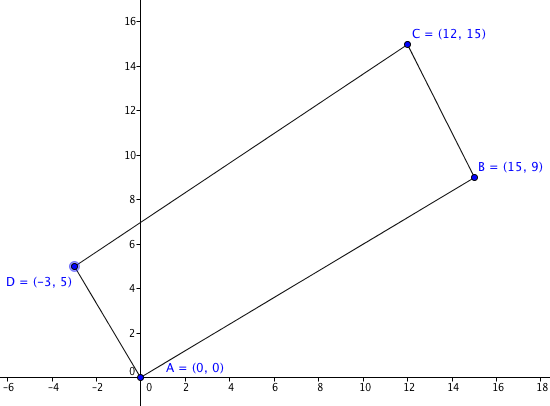 16
C = (12, 15)
14
12
10
B = (15, 9)
8
6
D = (−3, 5)
4
2
A = (0, 0)
0
−6 −4 −2 0 2 4 6 8 10 12 14 16 18